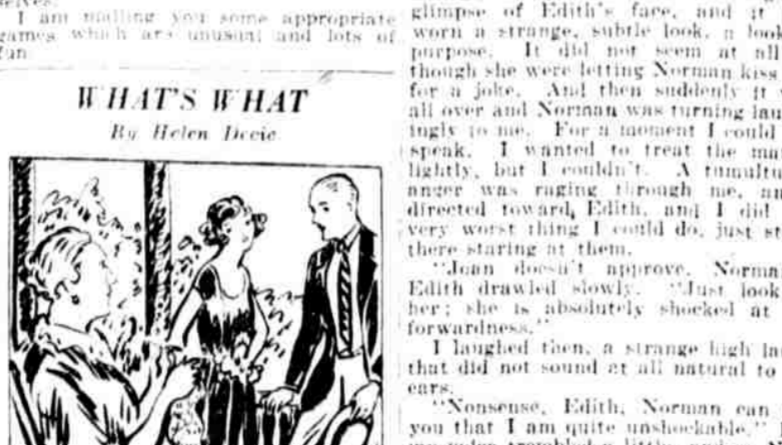 selves.
I am mailing you some appropriate
games which are unusual and lots of
fun
WHAT'S WHAT
By Helen Decie
glimpse of Edith's face, and it
worn a strange, subtle look, a look
purpose. It did not seem at all
though she were letting Norman kiss
for a joke. And then suddenly it
all over and Norman was turning lau
ingly to me. For a moment I could
speak. I wanted to treat the ma
lightly, but I couldn't. A tumultu
anger was raging through me, an
directed toward Edith, and I did
very worst thing I could do, just st
there staring at them.
"Joan doesn't approve, Norma
Edith drawled slowly. "Just look
her; she is absolutely shocked at
forwardness."
I laughed then, a strange high la
that did not sound at all natural to
ears.
"Nonsense, Edith, Norman can
you that I am quite unshockable."